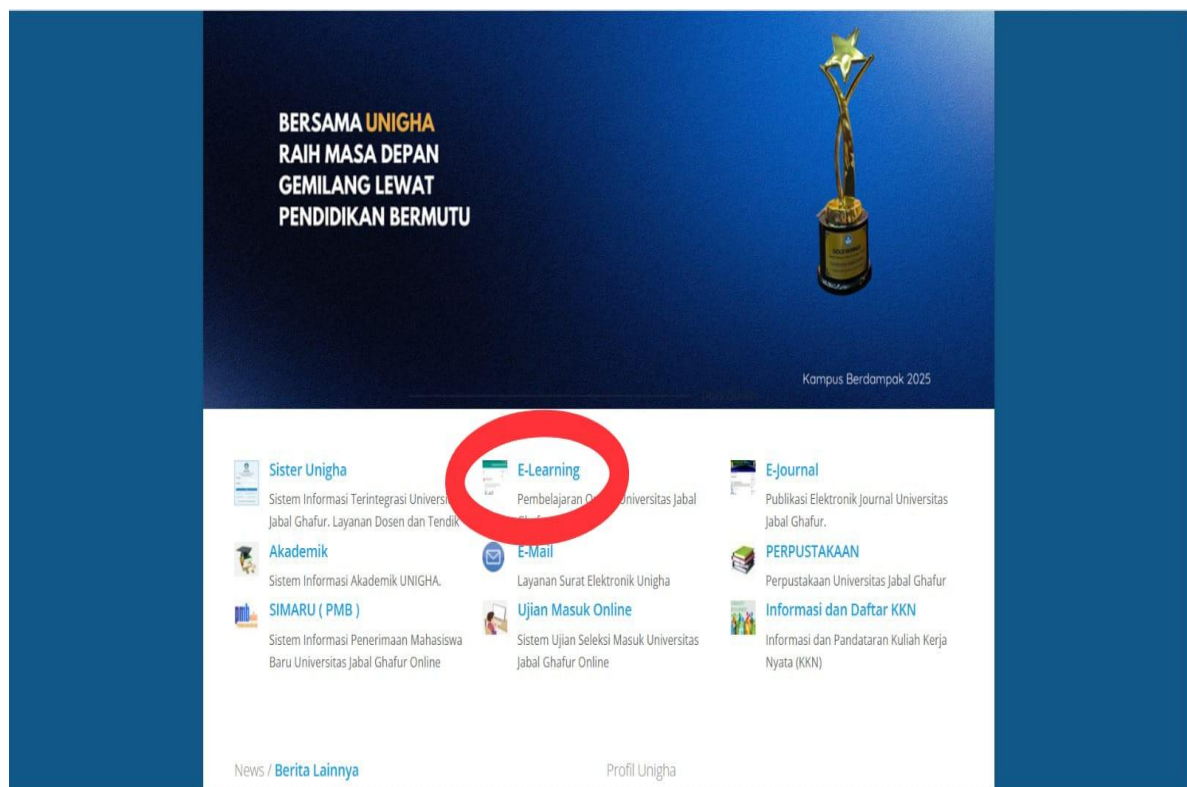 BERSAMA UNIGHA
RAIH MASA DEPAN
GEMILANG LEWAT
PENDIDIKAN BERMUTU
Kampus Berdampak 2025
Sister Unigha
Sistem Informasi Terintegrasi
Jabal Ghafur. Layanan Dosen dan Tendik
E-Learning
Pembelajaran Universitas Jabal
E-Journal
Publikasi Elektronik Journal Universitas
Jabal Ghafur.
Akademik
Sistem Informasi Akademik UNIGHA.
E-Mail
Layanan Surat Elektronik Unigha
PERPUSTAKAAN
Perpustakaan Universitas Jabal Ghafur
SIMARU ( PMB )
Sistem Informasi Penerimaan Mahasiswa
Baru Universitas Jabal Ghafur Online
Ujian Masuk Online
Sistem Ujian Seleksi Masuk Universitas
Jabal Ghafur Online
Informasi dan Daftar KKN
Informasi dan Pandataran Kuliah Kerja
Nyata (KKN)
News / Berita Lainnya
Profil Unigha